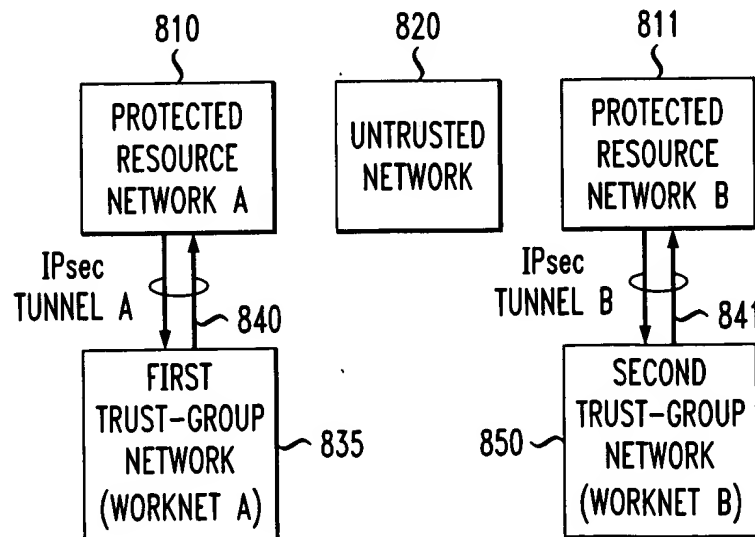 810
820
811
PROTECTED
RESOURCE
NETWORK A
UNTRUSTED
NETWORK
PROTECTED
RESOURCE
NETWORK B
IPsec
TUNNEL A
840
IPsec
TUNNEL B
841
FIRST
TRUST-GROUP
NETWORK
(WORKNET A)
835
850
SECOND
TRUST-GROUP
NETWORK
(WORKNET B)